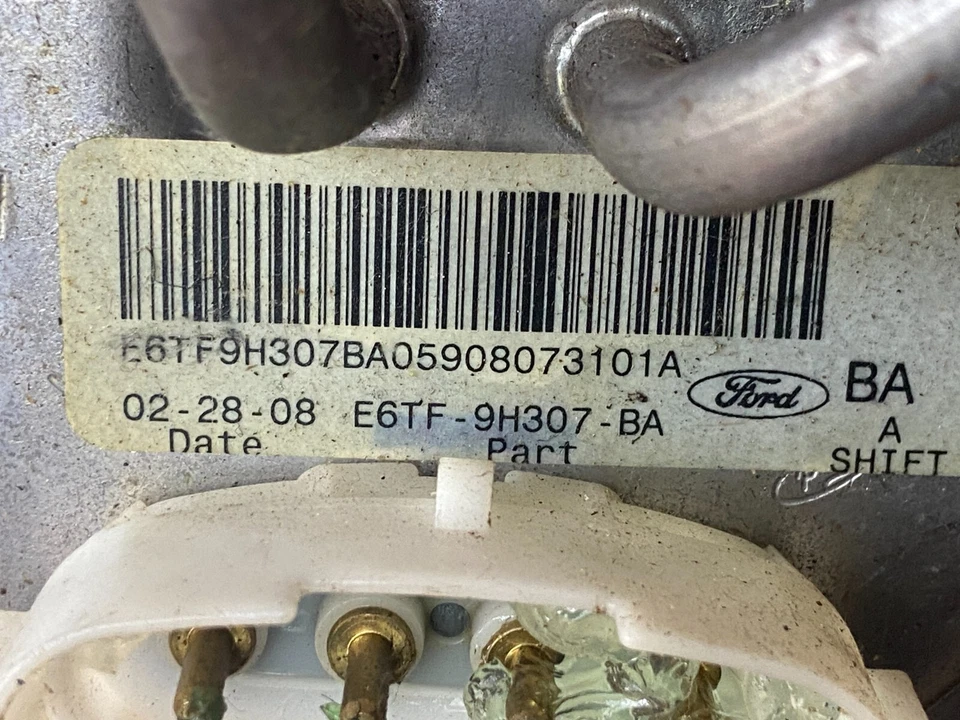 E6TF9H307BA05908073101A
02-28-08 E6TF-9H307-BA
Date Part
Ford
BA
A
SHIFT